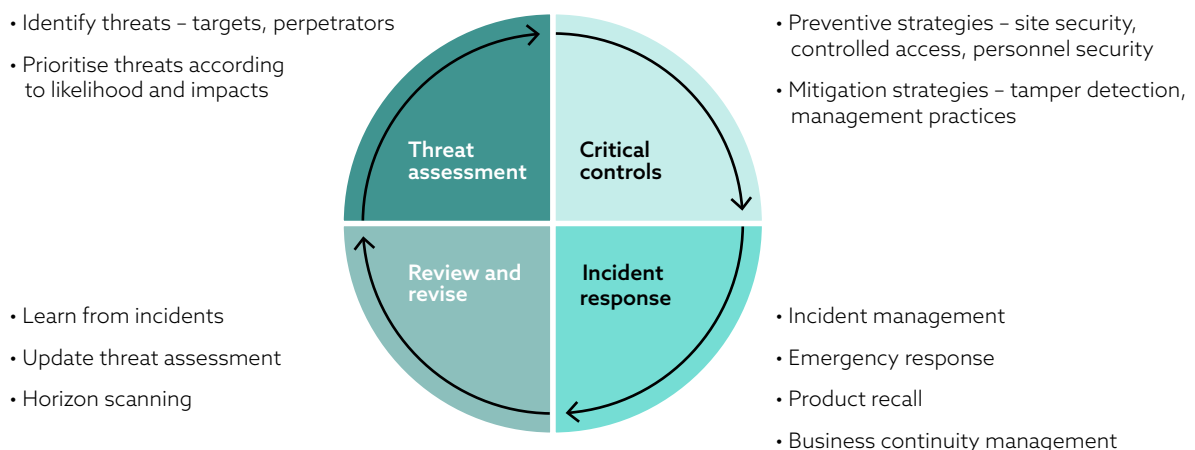 • Identify threats – targets, perpetrators
• Prioritise threats according
to likelihood and impacts
• Preventive strategies – site security,
controlled access, personnel security
• Mitigation strategies – tamper detection,
management practices
Threat
assessment
Critical
controls
Review and
revise
Incident
response
• Learn from incidents
• Update threat assessment
• Horizon scanning
• Incident management
• Emergency response
• Product recall
• Business continuity management